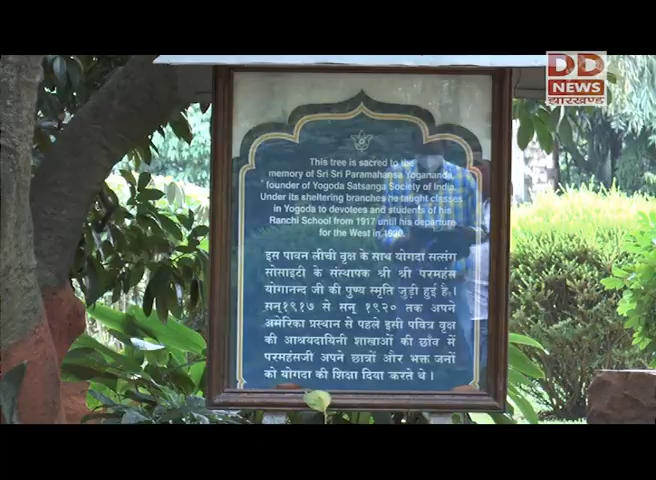 DD
NEWS
झारखण्ड
This tree is sacred to the
memory of Sri Sri Paramahansa Yogananda,
founder of Yogoda Satsanga Society of India.
Under its sheltering branches he taught classes
in Yogoda to devotees and students of his
Ranchi School from 1917 until his departure
for the West in 1920.
इस पावन लीची वृक्ष के साथ योगदा सत्संग
सोसाइटी के संस्थापक श्री श्री परमहंस
योगानन्द जी की पुण्य स्मृति जुड़ी हुई है।
सन् १९१७ से सन् १९२० तक अपने
अमेरिका प्रस्थान से पहले इसी पवित्र वृक्ष
की आश्रयदायिनी शाखाओं की छाँव में
परमहंसजी अपने छात्रों और भक्त जनों
को योगदा की शिक्षा दिया करते थे।